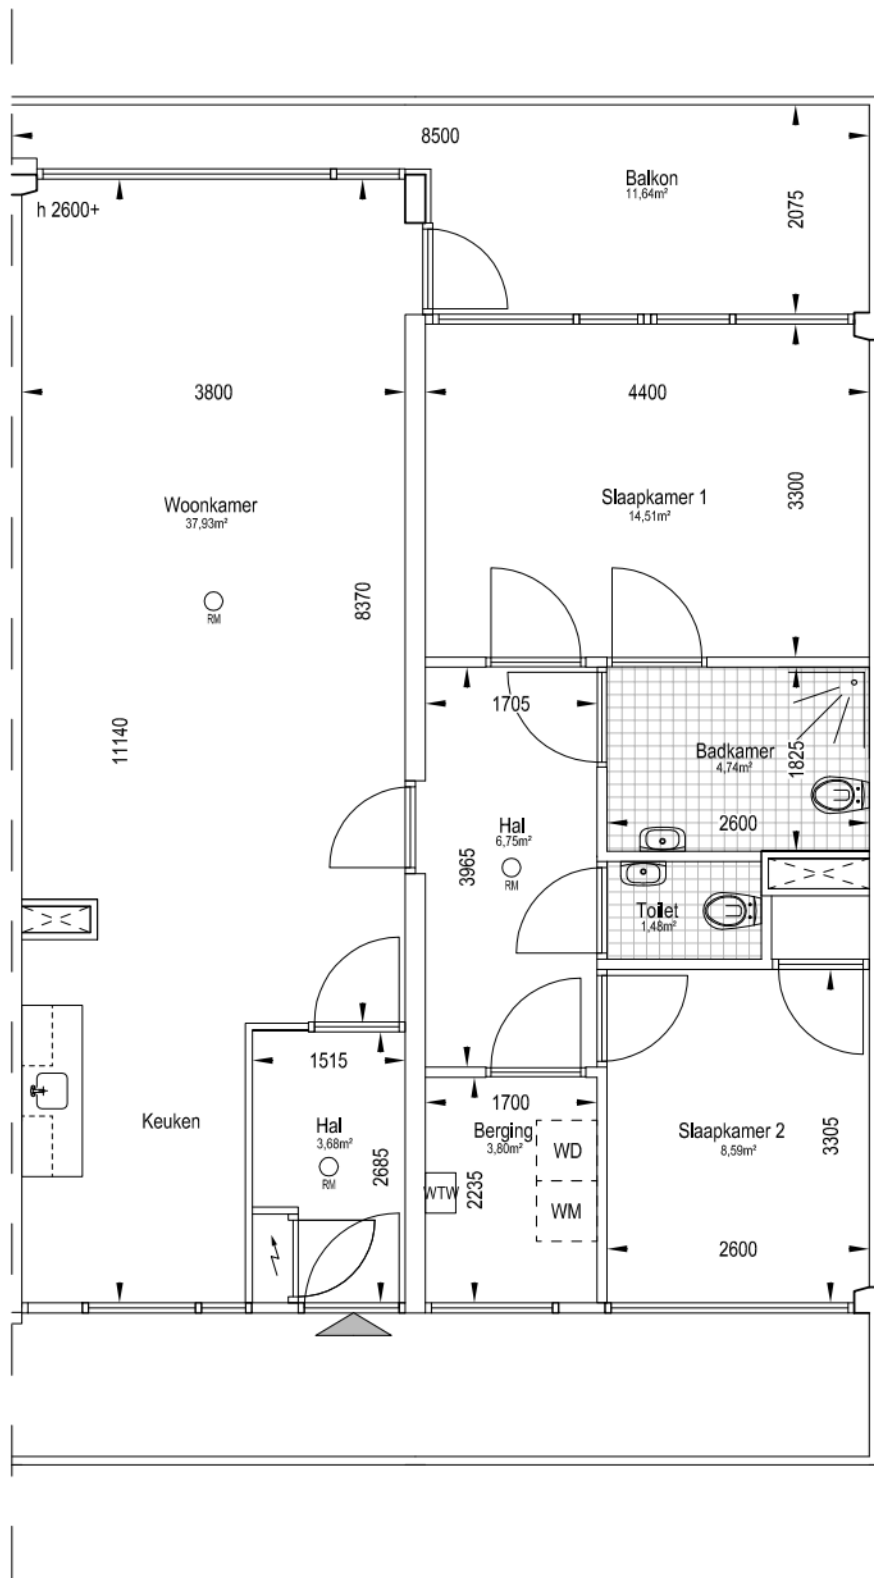 8500
Balkon
11,64m²
2075
h 2600+
3800
4400
3300
Woonkamer
37,93m²
Slaapkamer 1
14,51m²
8370
RM
11140
1705
Badkamer
4,74m²
1825
2600
Hal
6,75m²
RM
3965
Toilet
1,48m²
1515
1700
Keuken
Hal
3,68m²
RM
2685
Berging
3,80m²
WD
WTW
2235
WM
Slaapkamer 2
8,59m²
3305
2600